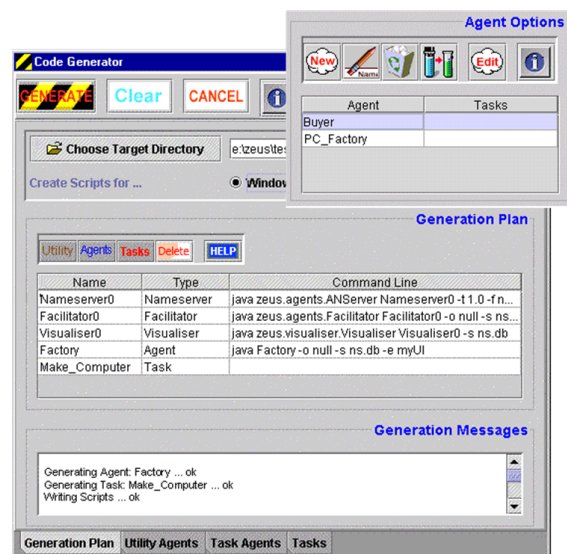 Agent Options
New
Name
Edit
i
Agent Tasks
Buyer
PC_Factory
Code Generator
GENERATE Clear CANCEL i
Choose Target Directory e:\zeus\tes
Create Scripts for ... Window
Generation Plan
Utility Agents Tasks Delete HELP
Name Type Command Line
Nameserver0 Nameserver java zeus.agents.ANServer Nameserver0 -t 1.0 -f n...
Facilitator0 Facilitator java zeus.agents.Facilitator Facilitator0 -o null -s ns...
Visualiser0 Visualiser java zeus.visualiser.Visualiser Visualiser0 -s ns.db
Factory Agent java Factory -o null -s ns.db -e myUI
Make_Computer Task
Generation Messages
Generating Agent: Factory ... ok
Generating Task: Make_Computer ... ok
Writing Scripts ... ok
Generation Plan Utility Agents Task Agents Tasks